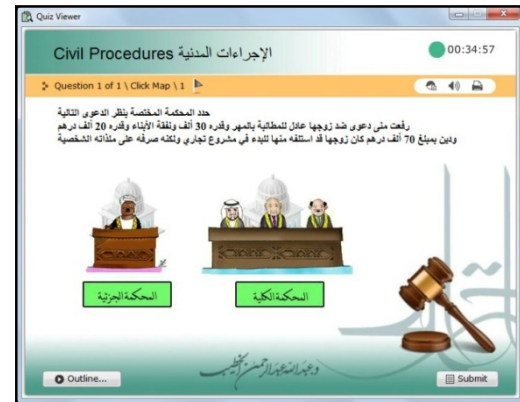 Quiz Viewer
Civil Procedures الإجراءات المدنية
00:34:57
Question 1 of 1 \ Click Map \ 1
حدد المحكمة المختصة بنظر الدعوى التالية
رفعت منى دعوى ضد زوجها عادل للمطالبة بالمهر وقدره 30 ألف ونفقة الأبناء وقدره 20 ألف درهم
ودين بمبلغ 70 ألف درهم كان زوجها قد استلفه منها للبدء في مشروع تجاري ولكنه صرفه على ملذاته الشخصية
المحكمة الجزئية
المحكمة الكلية
د.عبدالله عبدالرحمن الخطيب
Outline...
Submit